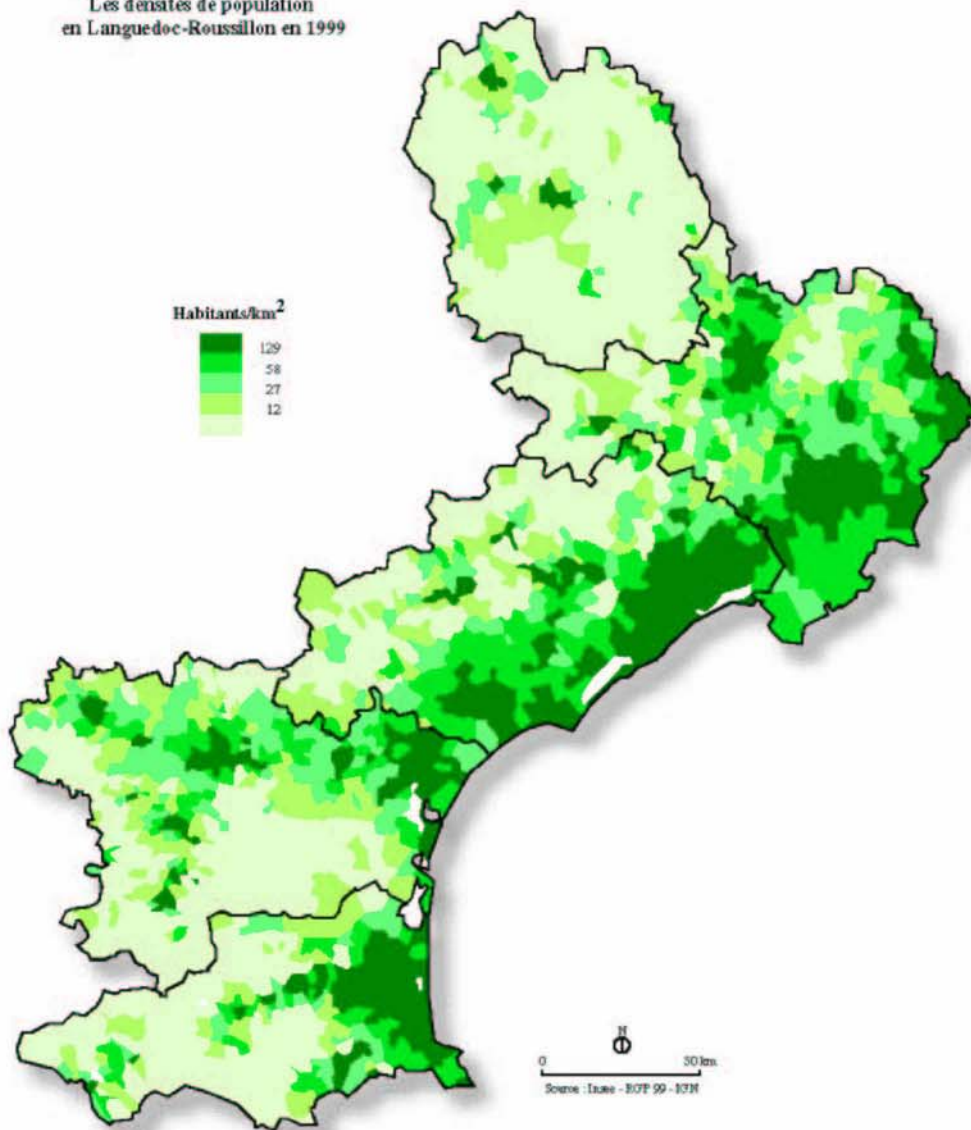 Les densités de population
en Languedoc-Roussillon en 1999
Habitants/km²
129
58
27
12
N
0 30 km
Source : Insee - RGP 99 - IGN